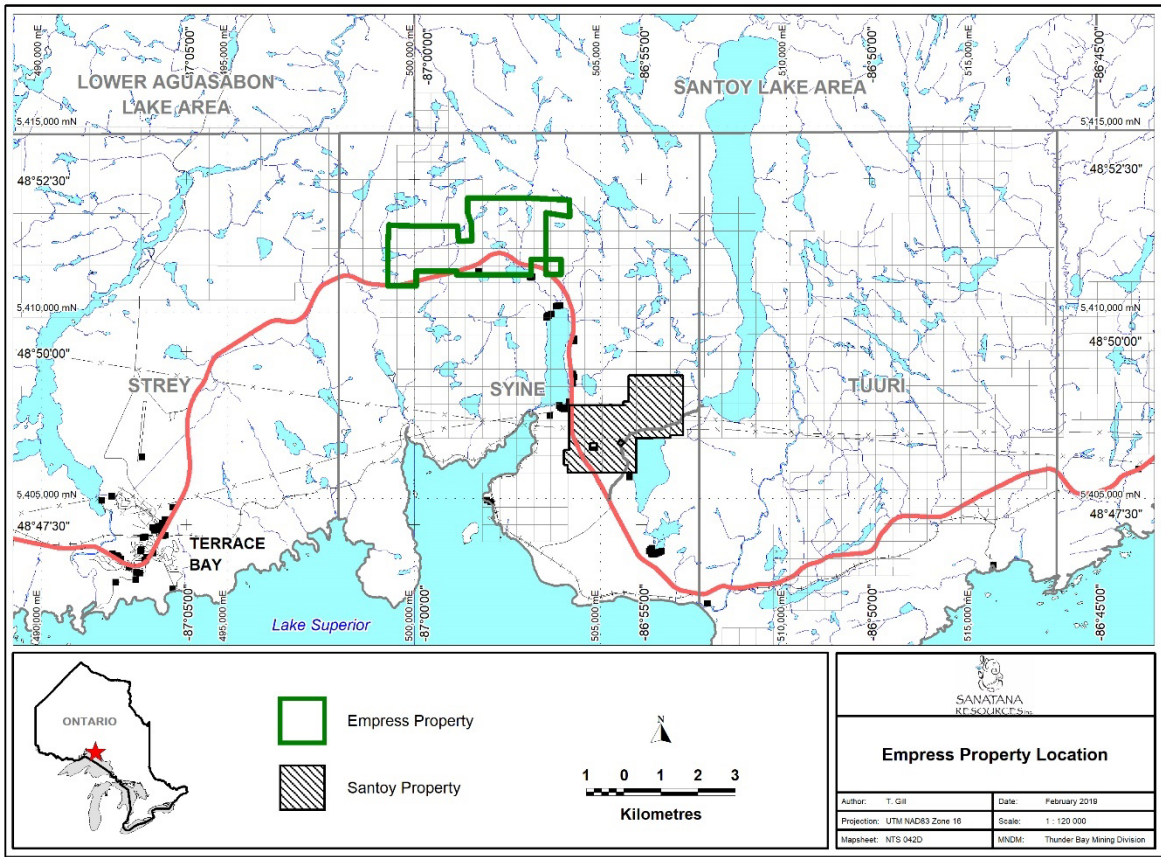 490,000 mE
-87°05'00"
495,000 mE
500,000 mE
-87°00'00"
505,000 mE
-86°55'00"
510,000 mE
-86°50'00"
515,000 mE
-86°45'00"
LOWER AGUASABON
LAKE AREA
SANTOY LAKE AREA
5,415,000 mN
5,415,000 mN
48°52'30"
48°52'30"
5,410,000 mN
5,410,000 mN
48°50'00"
48°50'00"
STREY
SYINE
TUURI
5,405,000 mN
5,405,000 mN
48°47'30"
48°47'30"
TERRACE
BAY
Lake Superior
490,000 mE
-87°05'00"
495,000 mE
500,000 mE
-87°00'00"
505,000 mE
-86°55'00"
510,000 mE
-86°50'00"
515,000 mE
-86°45'00"
ONTARIO
Empress Property
Santoy Property
N
1 0 1 2 3
Kilometres
SANATANA
RESOURCES Inc.
Empress Property Location
Author: T. Gill
Date: February 2019
Projection: UTM NAD83 Zone 16
Scale: 1 : 120 000
Mapsheet: NTS 042D
MNDM: Thunder Bay Mining Division